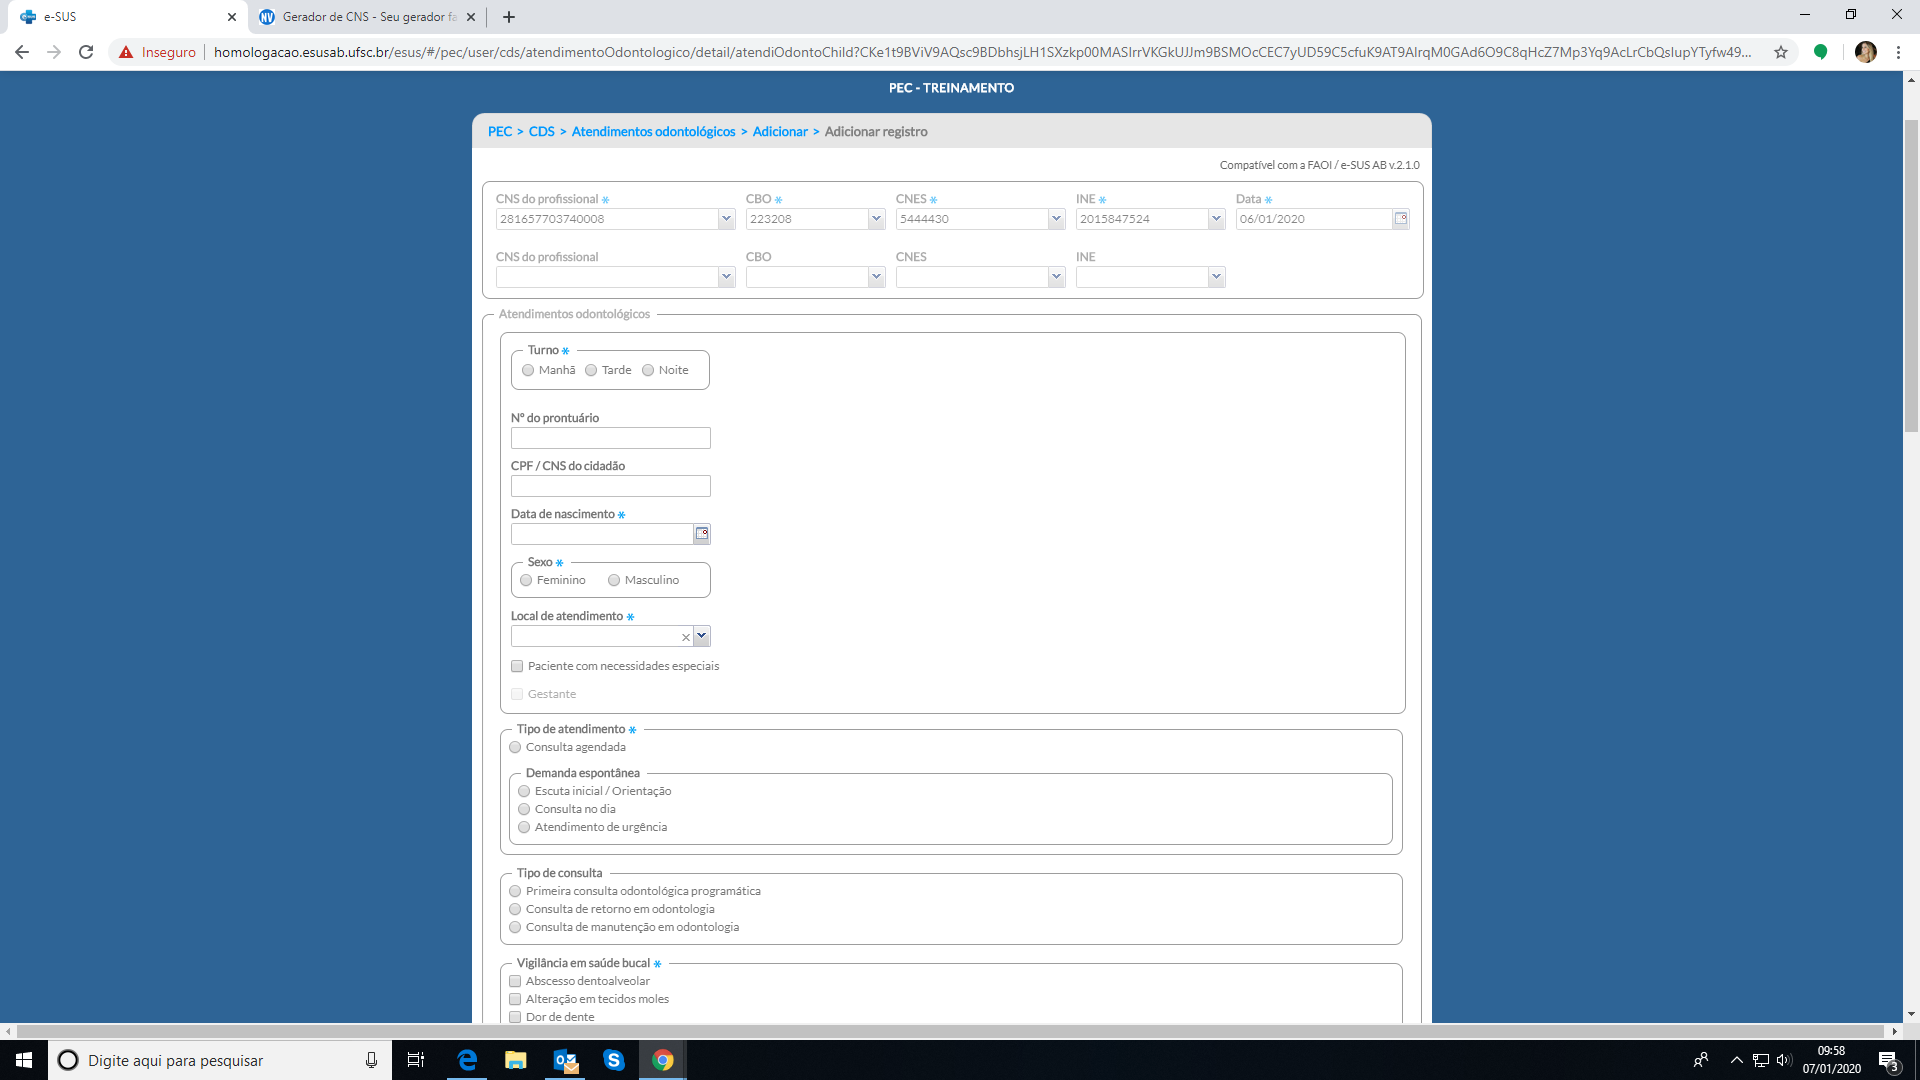 e-SUS
Gerador de CNS - Seu gerador fa
Inseguro
homologacao.esusab.ufsc.br/esus/#/pec/user/cds/atendimentoOdontologico/detail/atendiOdontoChild?
PEC - TREINAMENTO
PEC > CDS > Atendimentos odontológicos > Adicionar > Adicionar registro
Compatível com a FAOI / e-SUS AB v.2.1.0
CNS do profissional * CBO * CNES * INE * Data *
281657703740008 223208 5444430 2015847524 06/01/2020
CNS do profissional CBO CNES INE
Atendimentos odontológicos
Turno *
Manhã Tarde Noite
Nº do prontuário
CPF / CNS do cidadão
Data de nascimento *
Sexo *
Feminino Masculino
Local de atendimento *
Paciente com necessidades especiais
Gestante
Tipo de atendimento *
Consulta agendada
Demanda espontânea
Escuta inicial / Orientação
Consulta no dia
Atendimento de urgência
Tipo de consulta
Primeira consulta odontológica programática
Consulta de retorno em odontologia
Consulta de manutenção em odontologia
Vigilância em saúde bucal *
Abscesso dentoalveolar
Alteração em tecidos moles
Dor de dente
Digite aqui para pesquisar
09:58
07/01/2020
3